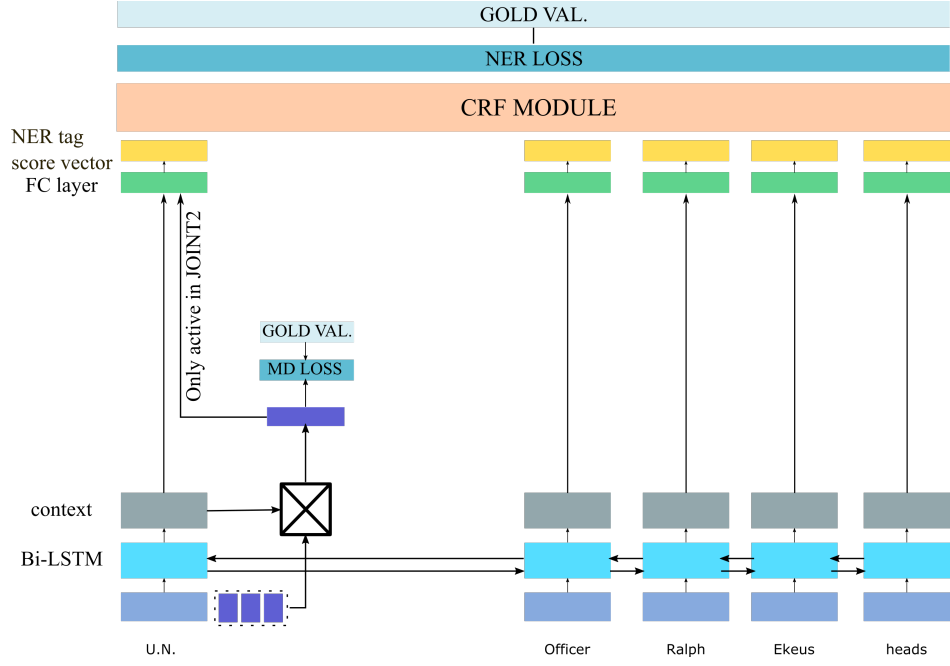 GOLD VAL.
NER LOSS
CRF MODULE
NER tag
score vector
FC layer
Only active in JOINT2
GOLD VAL.
MD LOSS
context
Bi-LSTM
U.N.
Officer
Ralph
Ekeus
heads